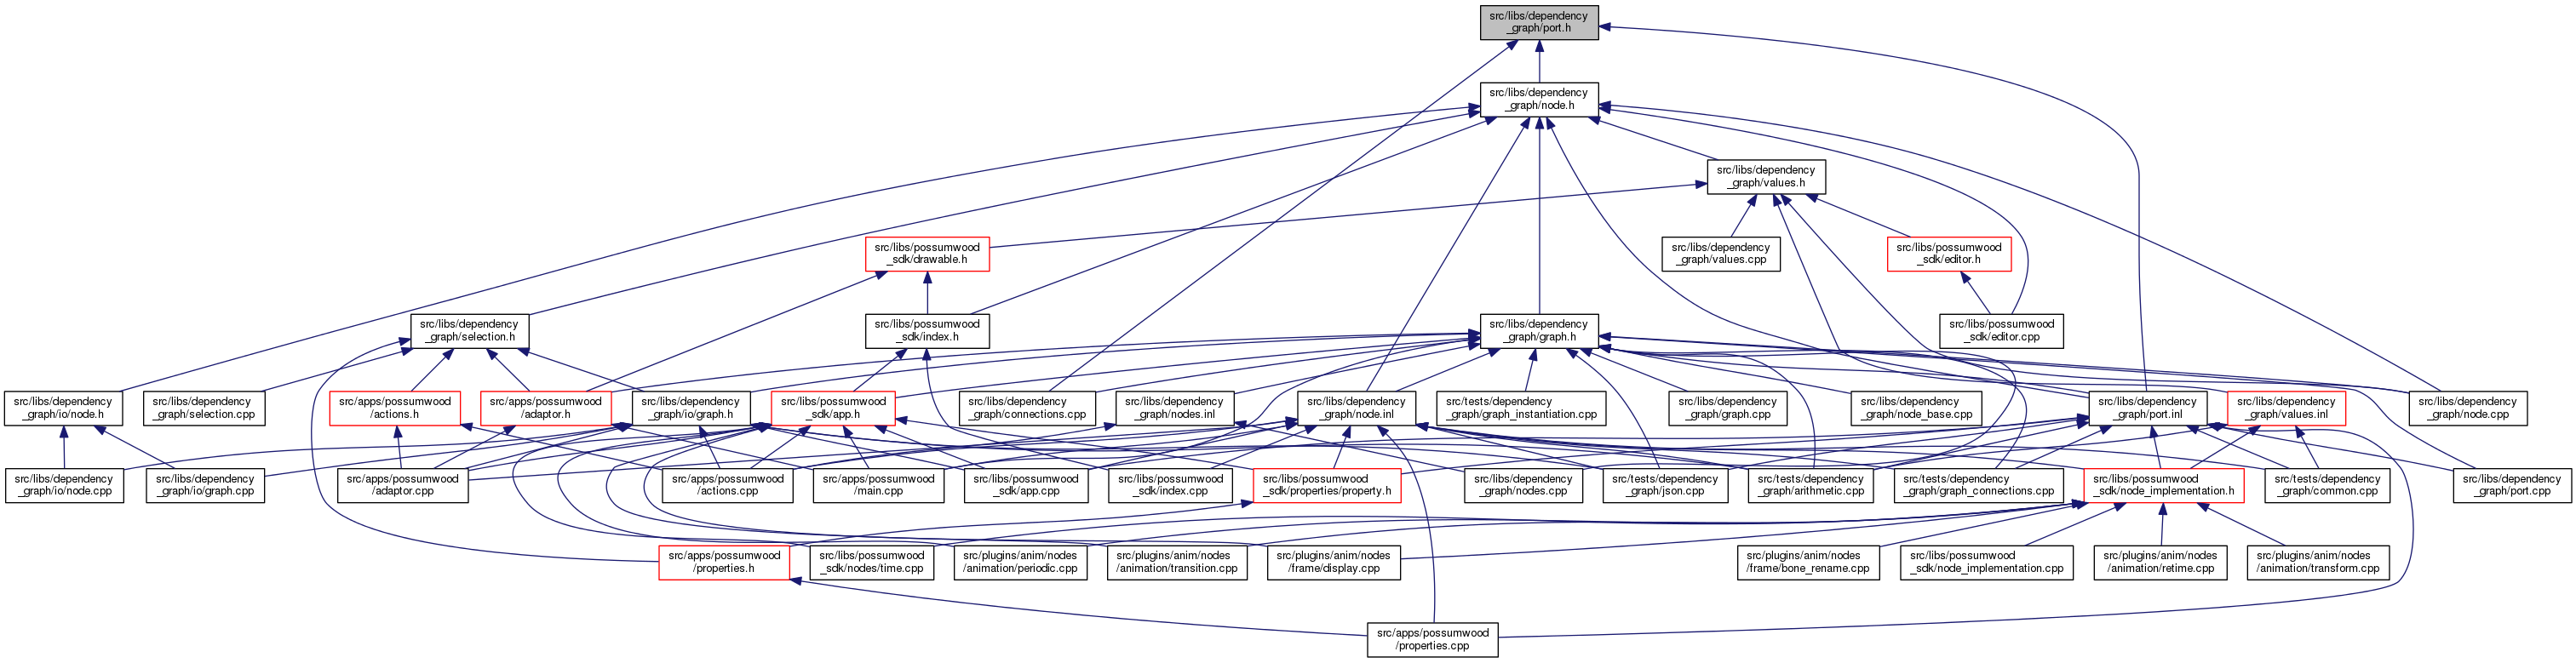 src/libs/dependency
_graph/port.h
src/libs/dependency
_graph/node.h
src/libs/dependency
_graph/values.h
src/libs/possumwood
_sdk/drawable.h
src/libs/dependency
_graph/values.cpp
src/libs/possumwood
_sdk/editor.h
src/libs/dependency
_graph/selection.h
src/libs/possumwood
_sdk/index.h
src/libs/dependency
_graph/graph.h
src/libs/possumwood
_sdk/editor.cpp
src/libs/dependency
_graph/io/node.h
src/libs/dependency
_graph/selection.cpp
src/apps/possumwood
/actions.h
src/apps/possumwood
/adaptor.h
src/libs/dependency
_graph/io/graph.h
src/libs/possumwood
_sdk/app.h
src/libs/dependency
_graph/connections.cpp
src/libs/dependency
_graph/nodes.inl
src/libs/dependency
_graph/node.inl
src/tests/dependency
_graph/graph_instantiation.cpp
src/libs/dependency
_graph/graph.cpp
src/libs/dependency
_graph/node_base.cpp
src/libs/dependency
_graph/port.inl
src/libs/dependency
_graph/values.inl
src/libs/dependency
_graph/node.cpp
src/libs/dependency
_graph/io/node.cpp
src/libs/dependency
_graph/io/graph.cpp
src/apps/possumwood
/adaptor.cpp
src/apps/possumwood
/actions.cpp
src/apps/possumwood
/main.cpp
src/libs/possumwood
_sdk/app.cpp
src/libs/possumwood
_sdk/index.cpp
src/libs/possumwood
_sdk/properties/property.h
src/libs/dependency
_graph/nodes.cpp
src/tests/dependency
_graph/json.cpp
src/tests/dependency
_graph/arithmetic.cpp
src/tests/dependency
_graph/graph_connections.cpp
src/libs/possumwood
_sdk/node_implementation.h
src/tests/dependency
_graph/common.cpp
src/libs/dependency
_graph/port.cpp
src/apps/possumwood
/properties.h
src/libs/possumwood
_sdk/nodes/time.cpp
src/plugins/anim/nodes
/animation/periodic.cpp
src/plugins/anim/nodes
/animation/transition.cpp
src/plugins/anim/nodes
/frame/display.cpp
src/plugins/anim/nodes
/frame/bone_rename.cpp
src/libs/possumwood
_sdk/node_implementation.cpp
src/plugins/anim/nodes
/animation/retime.cpp
src/plugins/anim/nodes
/animation/transform.cpp
src/apps/possumwood
/properties.cpp